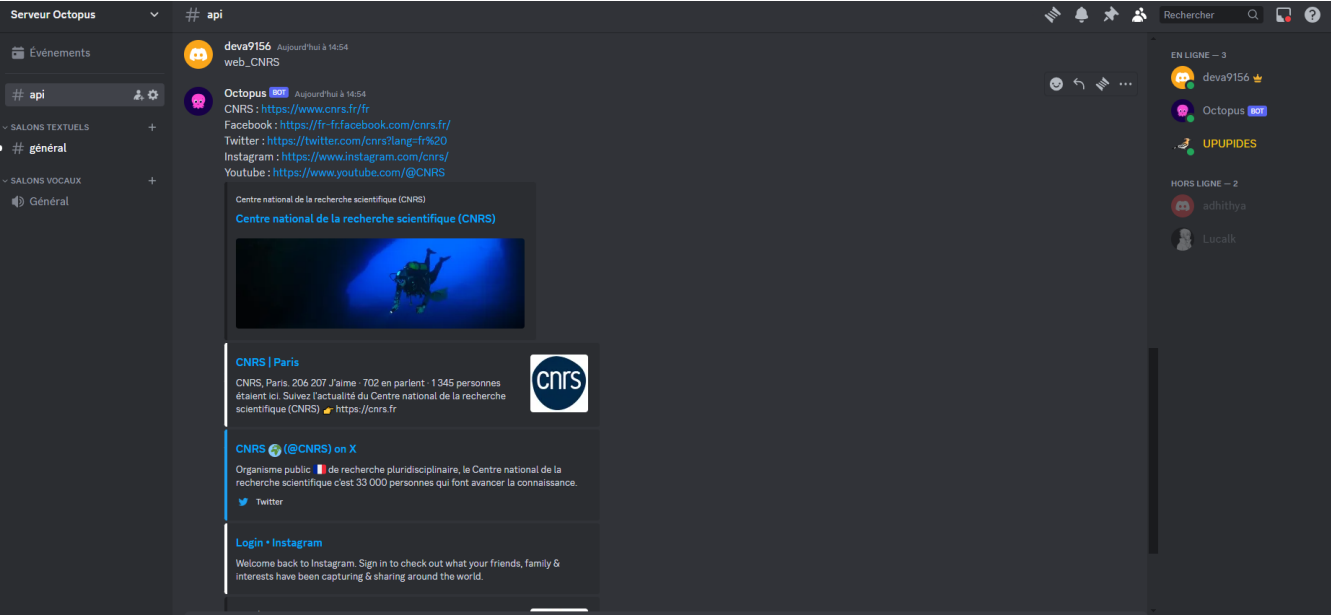 Serveur Octopus
Événements
# api
SALONS TEXTUELS
# général
SALONS VOCAUX
Général
# api
Rechercher
deva9156 Aujourd'hui à 14:54
web_CNRS
Octopus BOT Aujourd'hui à 14:54
CNRS : https://www.cnrs.fr/fr
Facebook : https://fr-fr.facebook.com/cnrs.fr/
Twitter : https://twitter.com/cnrs?lang=fr%20
Instagram : https://www.instagram.com/cnrs/
Youtube : https://www.youtube.com/@CNRS
Centre national de la recherche scientifique (CNRS)
Centre national de la recherche scientifique (CNRS)
CNRS | Paris
CNRS, Paris. 206 207 J'aime · 702 en parlent · 1 345 personnes
étaient ici. Suivez l'actualité du Centre national de la recherche
scientifique (CNRS) 👉 https://cnrs.fr
cnrs
CNRS 🌍 (@CNRS) on X
Organisme public 🇫🇷 de recherche pluridisciplinaire, le Centre national de la
recherche scientifique c'est 33 000 personnes qui font avancer la connaissance.
Twitter
Login • Instagram
Welcome back to Instagram. Sign in to check out what your friends, family &
interests have been capturing & sharing around the world.
EN LIGNE — 3
deva9156
Octopus BOT
UPUPIDES
HORS LIGNE — 2
adhithya
Lucalk